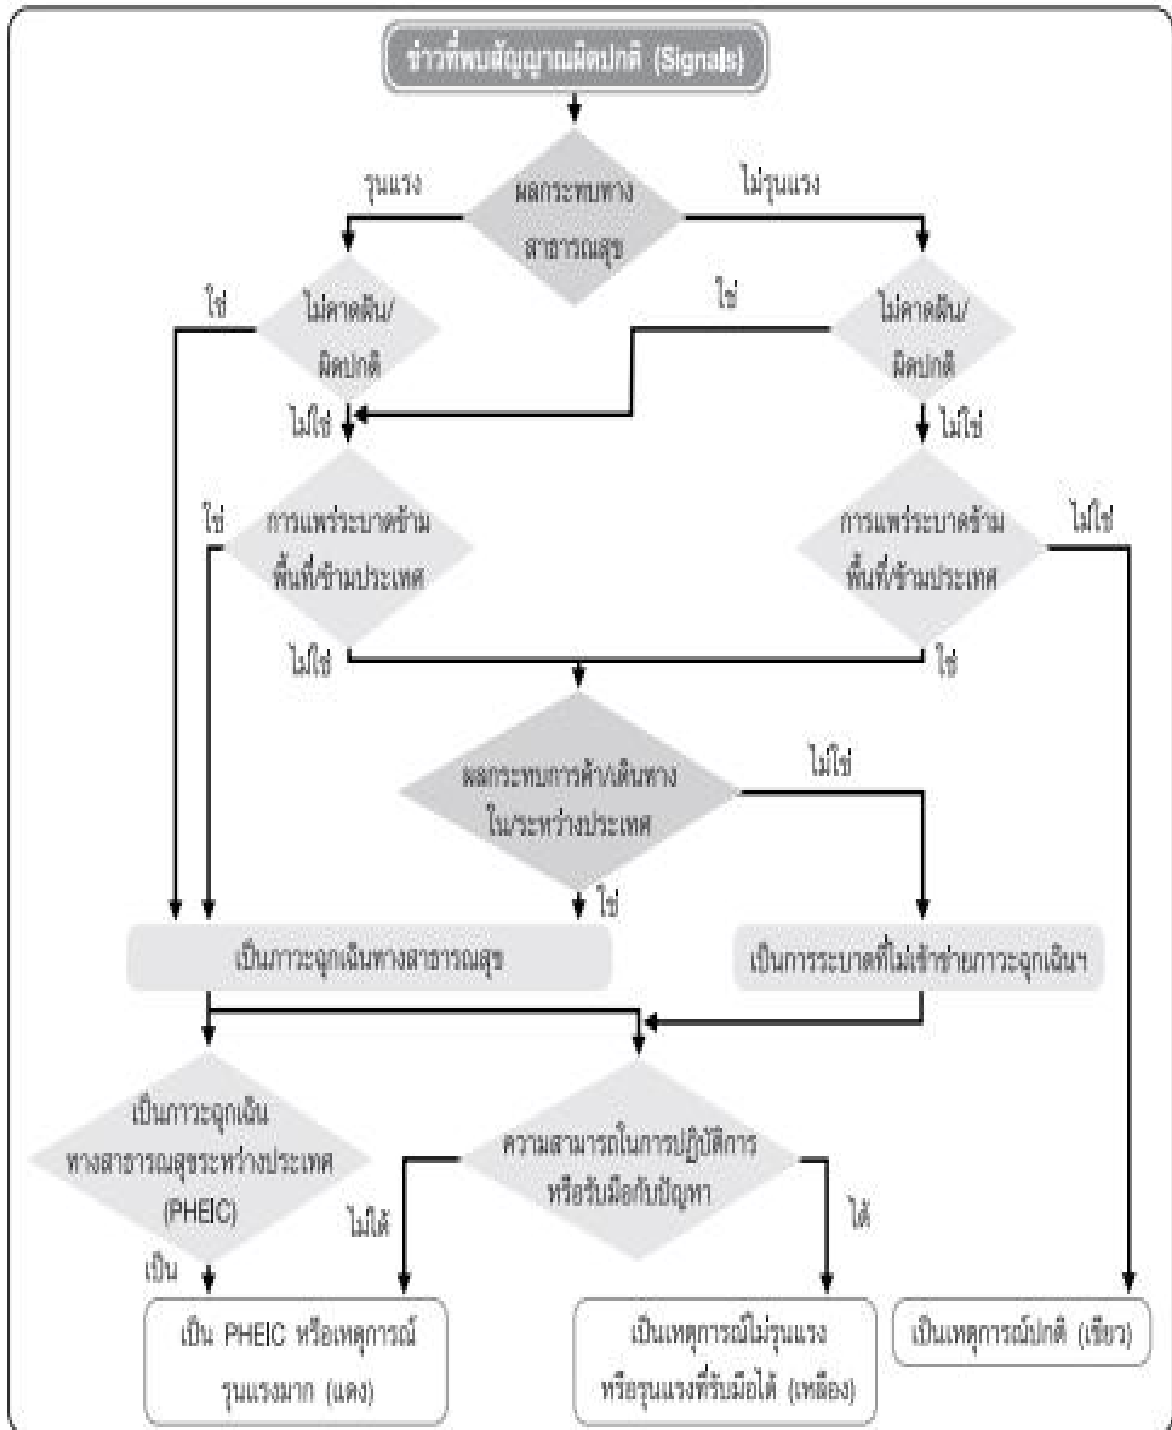 ข่าวที่พบสัญญาณผิดปกติ (Signals)
รุนแรง
ผลกระทบทาง
สาธารณสุข
ไม่รุนแรง
ใช่
ไม่คาดฝัน/
ผิดปกติ
ใช่
ไม่คาดฝัน/
ผิดปกติ
ไม่ใช่
ไม่ใช่
ใช่
การแพร่ระบาดข้าม
พื้นที่/ข้ามประเทศ
การแพร่ระบาดข้าม
พื้นที่/ข้ามประเทศ
ไม่ใช่
ไม่ใช่
ใช่
ผลกระทบการค้า/เดินทาง
ใน/ระหว่างประเทศ
ไม่ใช่
ใช่
เป็นภาวะฉุกเฉินทางสาธารณสุข
เป็นการระบาดที่ไม่เข้าข่ายภาวะฉุกเฉินฯ
เป็นภาวะฉุกเฉิน
ทางสาธารณสุขระหว่างประเทศ
(PHEIC)
ความสามารถในการปฏิบัติการ
หรือรับมือกับปัญหา
ไม่ได้
ได้
เป็น
เป็น PHEIC หรือเหตุการณ์
รุนแรงมาก (แดง)
เป็นเหตุการณ์ไม่รุนแรง
หรือรุนแรงที่รับมือได้ (เหลือง)
เป็นเหตุการณ์ปกติ (เขียว)